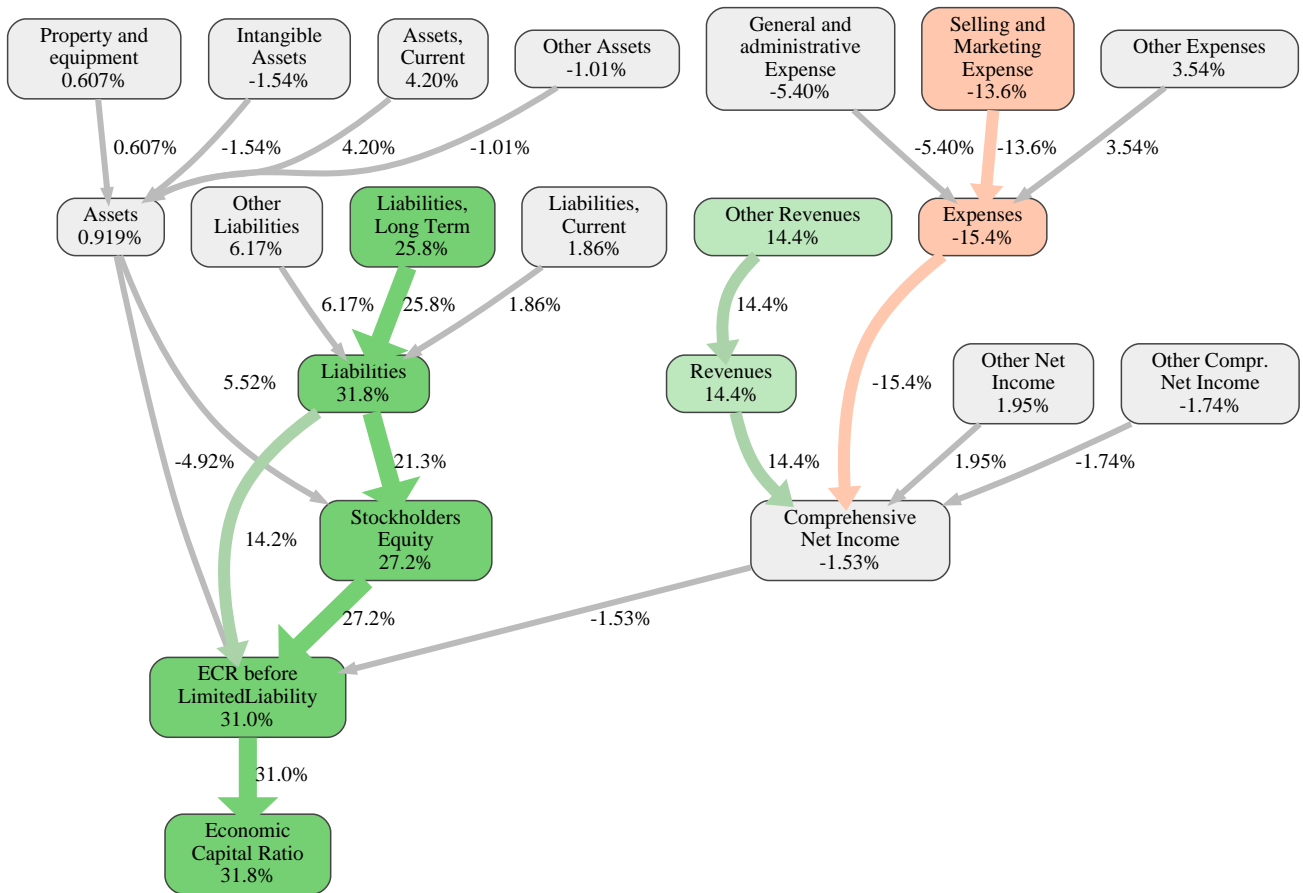 Property and
equipment
0.607%
Intangible
Assets
-1.54%
Assets,
Current
4.20%
Other Assets
-1.01%
General and
administrative
Expense
-5.40%
Selling and
Marketing
Expense
-13.6%
Other Expenses
3.54%
0.607%
-1.54%
4.20%
-1.01%
-5.40%
-13.6%
3.54%
Assets
0.919%
Other
Liabilities
6.17%
Liabilities,
Long Term
25.8%
Liabilities,
Current
1.86%
Other Revenues
14.4%
Expenses
-15.4%
6.17%
25.8%
1.86%
14.4%
Liabilities
31.8%
Revenues
14.4%
Other Net
Income
1.95%
Other Compr.
Net Income
-1.74%
5.52%
-15.4%
-4.92%
21.3%
14.4%
1.95%
-1.74%
Stockholders
Equity
27.2%
Comprehensive
Net Income
-1.53%
14.2%
27.2%
-1.53%
ECR before
LimitedLiability
31.0%
31.0%
Economic
Capital Ratio
31.8%